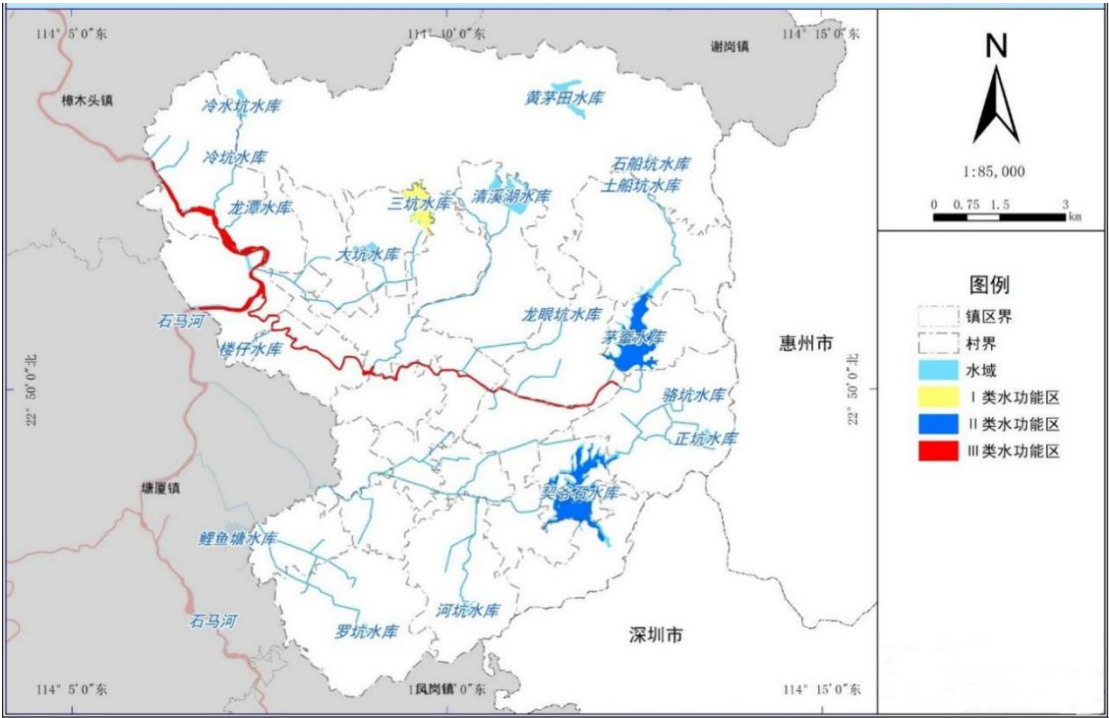 114° 5′0″东
114° 10′0″东
114° 15′0″东
谢岗镇
樟木头镇
冷水坑水库
黄茅田水库
冷坑水库
石船坑水库
土船坑水库
龙潭水库
三坑水库
清溪湖水库
大坑水库
石马河
龙眼坑水库
茅輋水库
楼仔水库
惠州市
22° 50′0″北
22° 50′0″北
骆坑水库
正坑水库
塘厦镇
契爷石水库
鲤鱼塘水库
石马河
罗坑水库
河坑水库
深圳市
114° 5′0″东
凤岗镇
0″东
114° 15′0″东
N
1:85,000
0 0.75 1.5 3
km
图例
镇区界
村界
水域
Ⅰ类水功能区
Ⅱ类水功能区
Ⅲ类水功能区